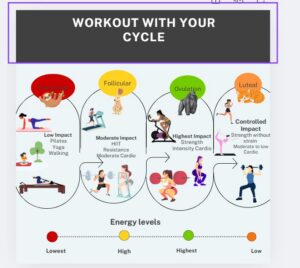 WORKOUT WITH YOUR
CYCLE
Follicular
Ovulation
Luteal
Low Impact
Pilates
Yoga
Walking
Moderate Impact
HIIT
Resistance
Moderate Cardio
Highest Impact
Strength
Intensity Cardio
Controlled
Impact
Strength without
strain
Moderate to low
Cardio
Energy levels
Lowest
High
Highest
Low